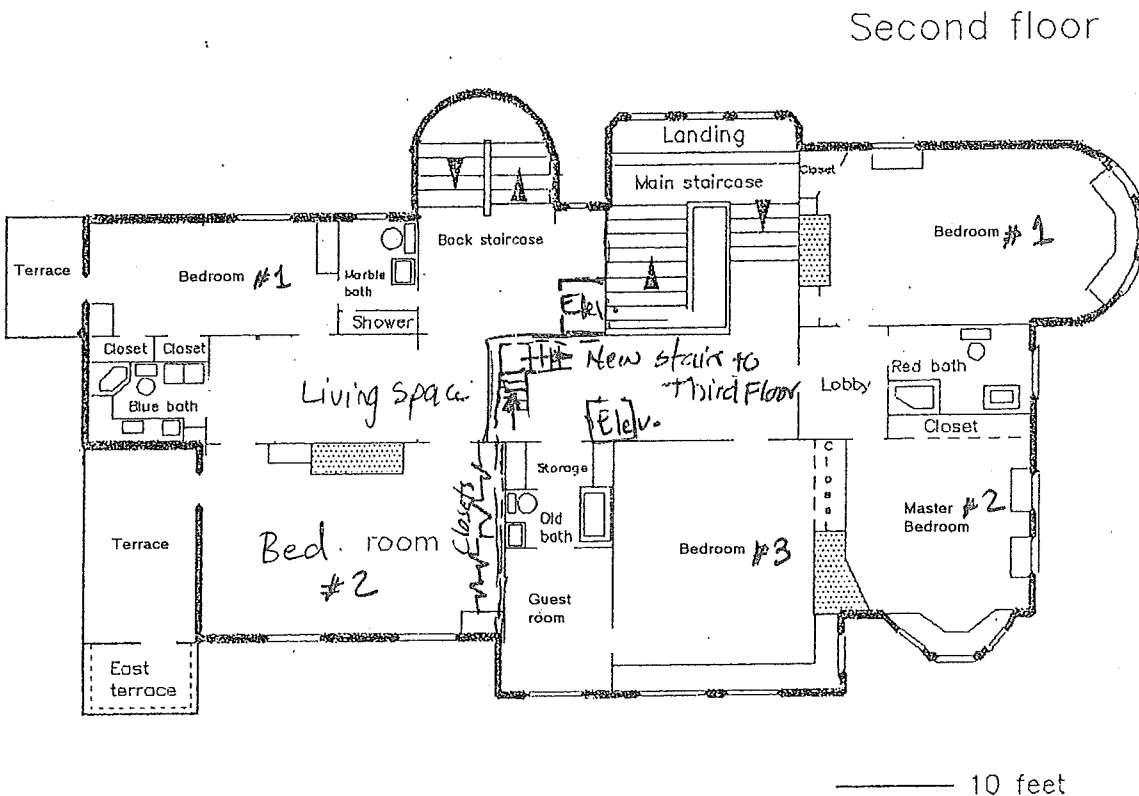 Second floor
Landing
Closet
Main staircase
Bedroom #1
Back staircase
Terrace
Bedroom #1
Marble
bath
Elev.
Shower
Closet
Closet
New stair to
Third Floor
Red bath
Living space
Lobby
Blue bath
Elev.
Closet
Storage
Closet
Closets
Master #2
Bedroom
Old
bath
Terrace
Bed. room
#2
Bedroom #3
Guest
room
East
terrace
10 feet